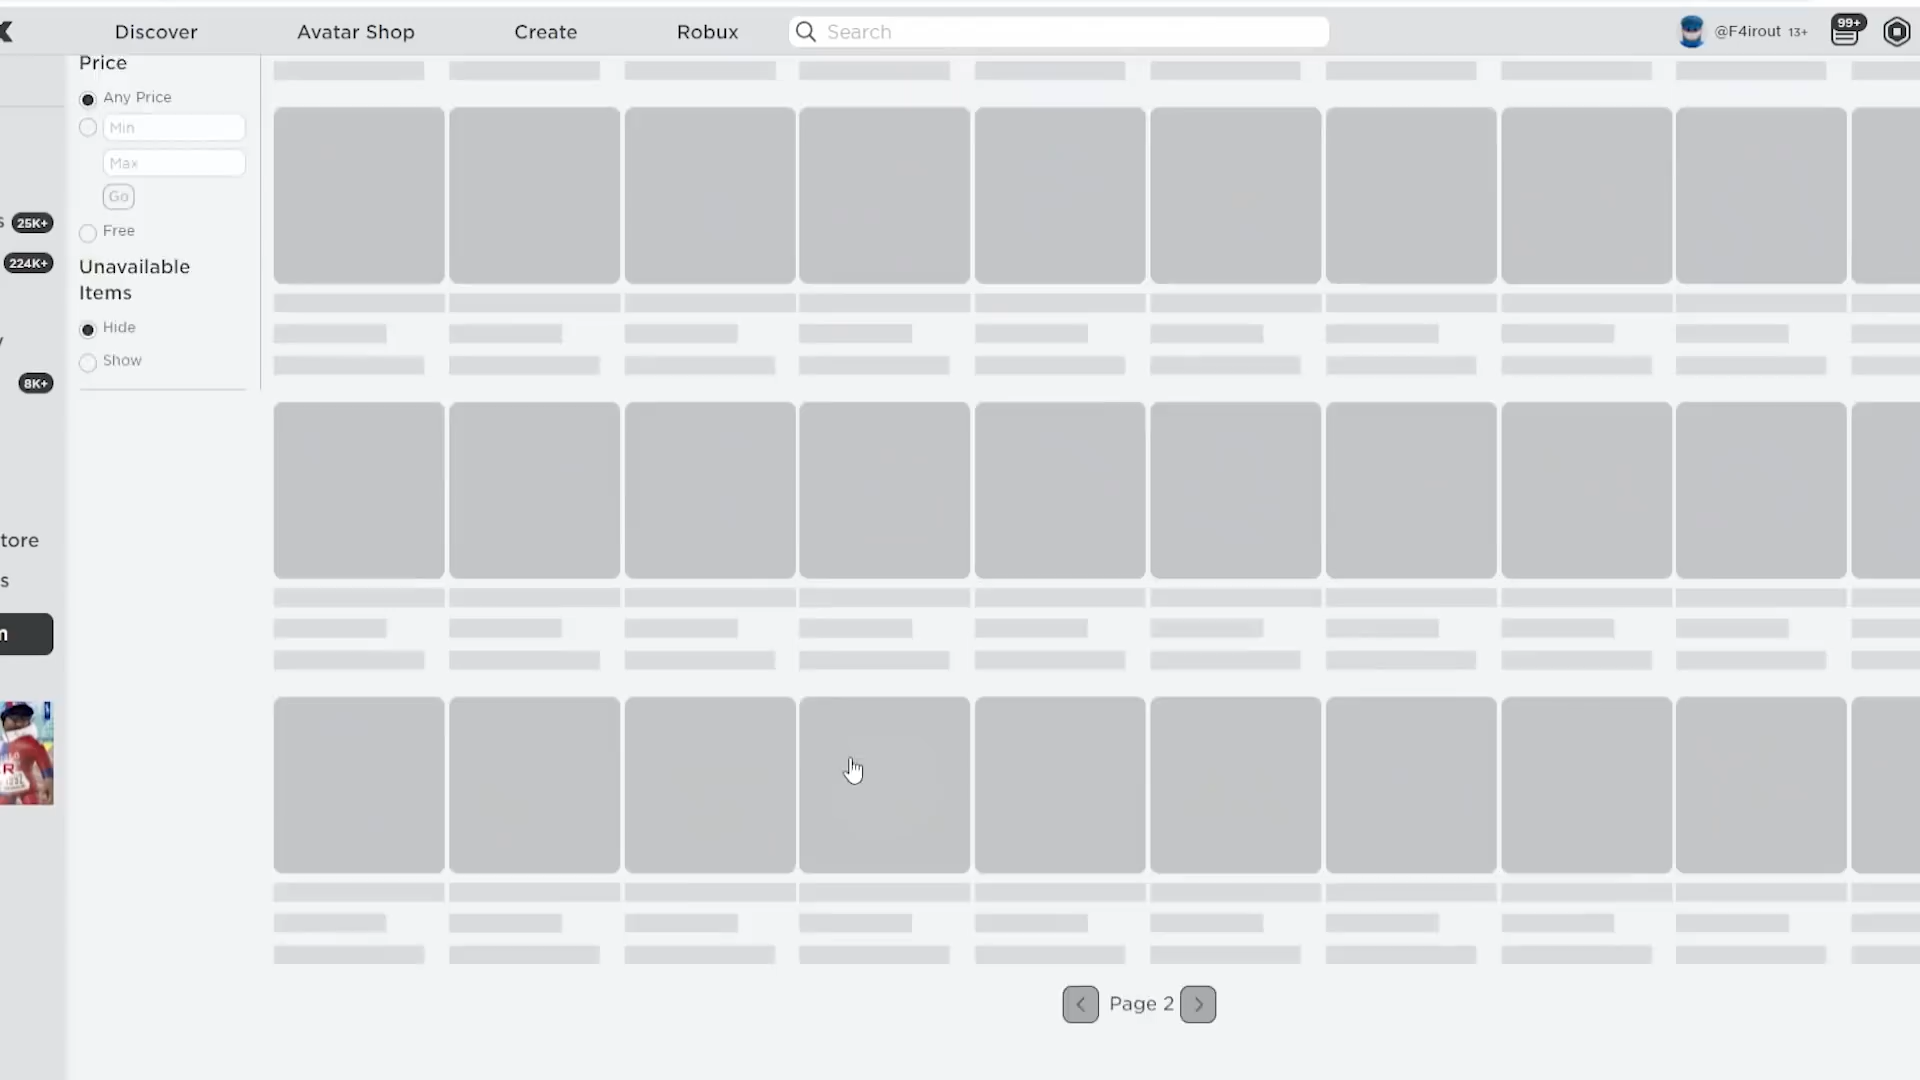 Discover Avatar Shop Create Robux Search @F4irout 13+ 99+
Price
Any Price
Min
Max
Go
Free
Unavailable
Items
Hide
Show
25K+
224K+
8K+
tore
s
Page 2